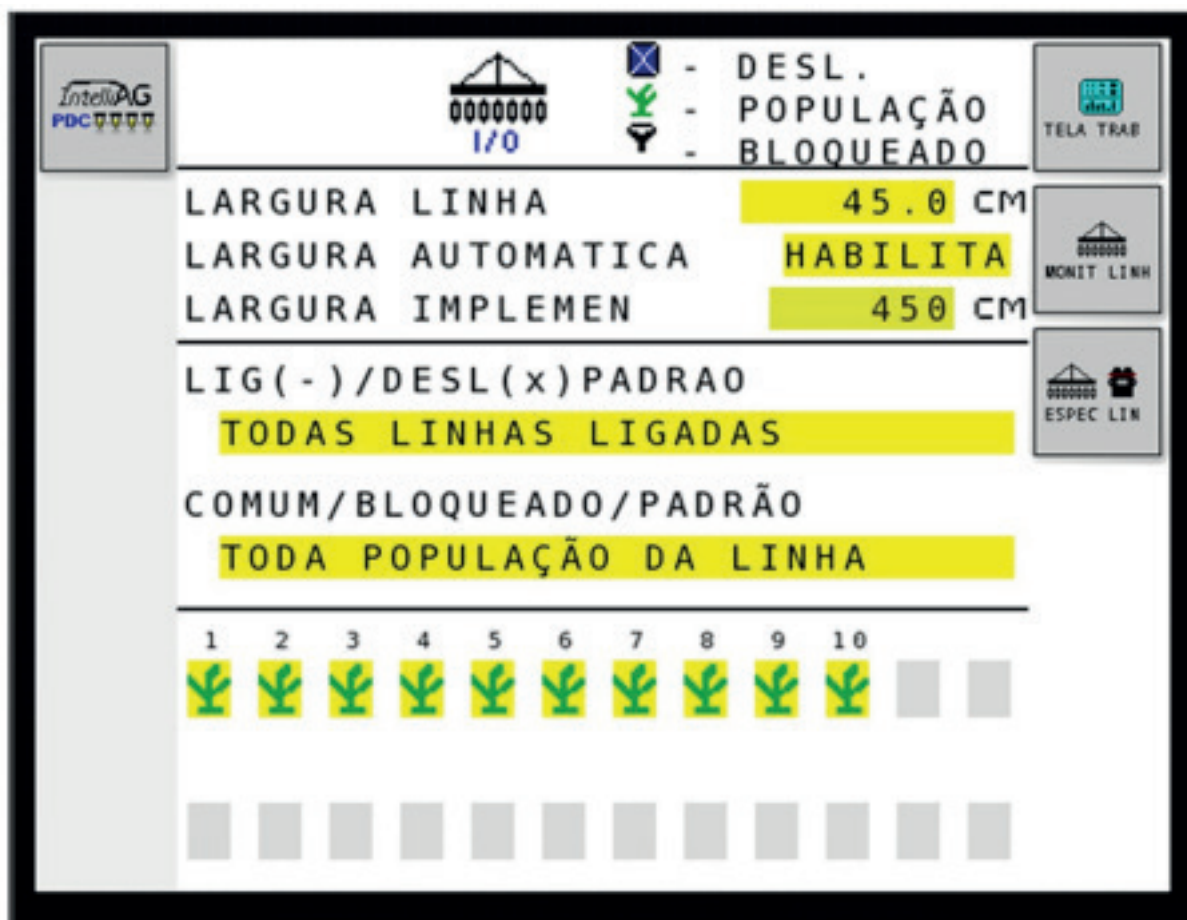 IntelliAG
PDC
I/O
- DESL.
- POPULAÇÃO
- BLOQUEADO
TELA TRAB
LARGURA LINHA 45.0 CM
LARGURA AUTOMATICA HABILITA
LARGURA IMPLEMEN 450 CM
MONIT LINH
LIG(-)/DESL(x)PADRAO
TODAS LINHAS LIGADAS
ESPEC LIN
COMUM/BLOQUEADO/PADRÃO
TODA POPULAÇÃO DA LINHA
1 2 3 4 5 6 7 8 9 10